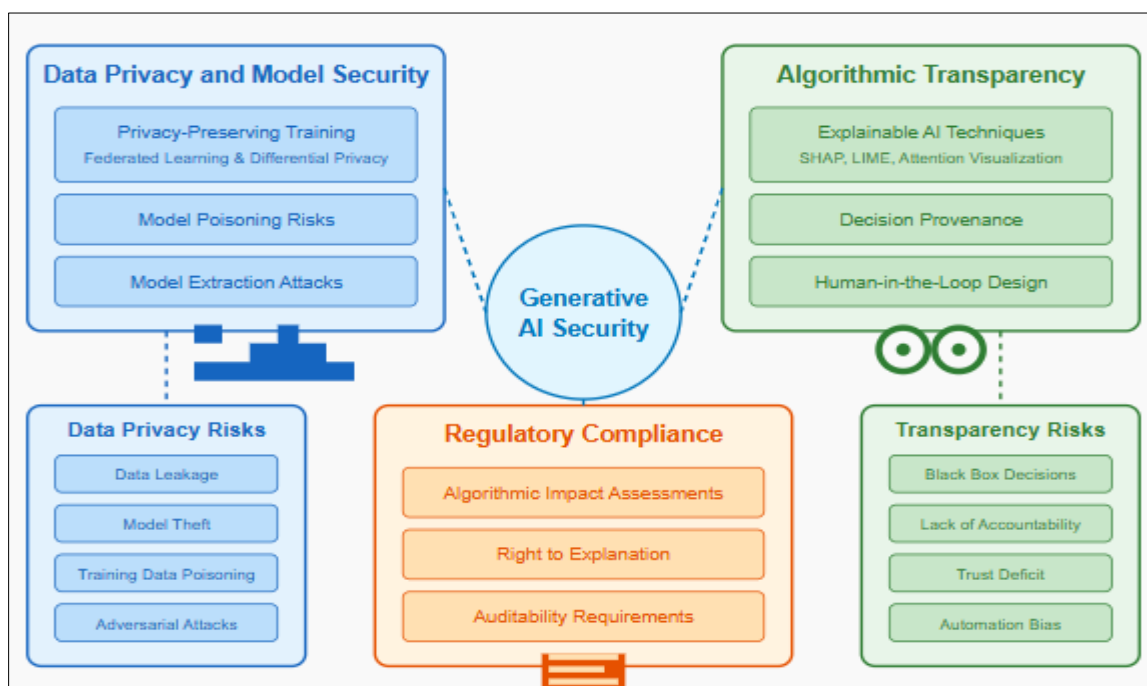 Data Privacy and Model Security
Privacy-Preserving Training
Federated Learning & Differential Privacy
Model Poisoning Risks
Model Extraction Attacks
Algorithmic Transparency
Explainable AI Techniques
SHAP, LIME, Attention Visualization
Decision Provenance
Human-in-the-Loop Design
Generative
AI Security
Data Privacy Risks
Data Leakage
Model Theft
Training Data Poisoning
Adversarial Attacks
Regulatory Compliance
Algorithmic Impact Assessments
Right to Explanation
Auditability Requirements
Transparency Risks
Black Box Decisions
Lack of Accountability
Trust Deficit
Automation Bias